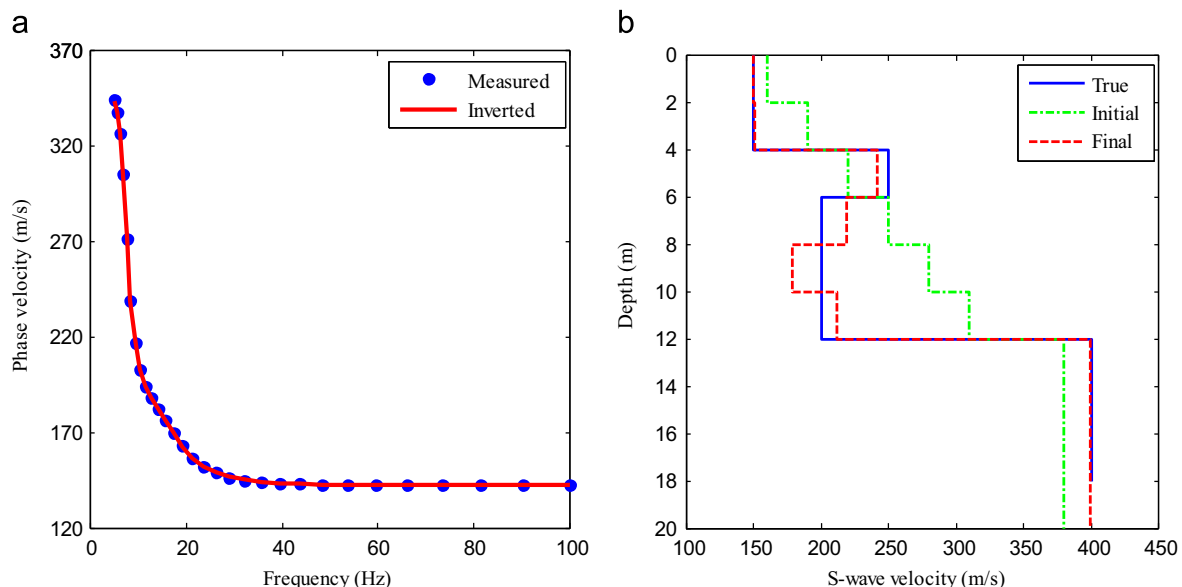 a
370
320
270
220
170
120
Phase velocity (m/s)
0
20
40
60
80
100
Frequency (Hz)
Measured
Inverted
b
0
2
4
6
8
10
12
14
16
18
20
Depth (m)
100
150
200
250
300
350
400
450
S-wave velocity (m/s)
True
Initial
Final